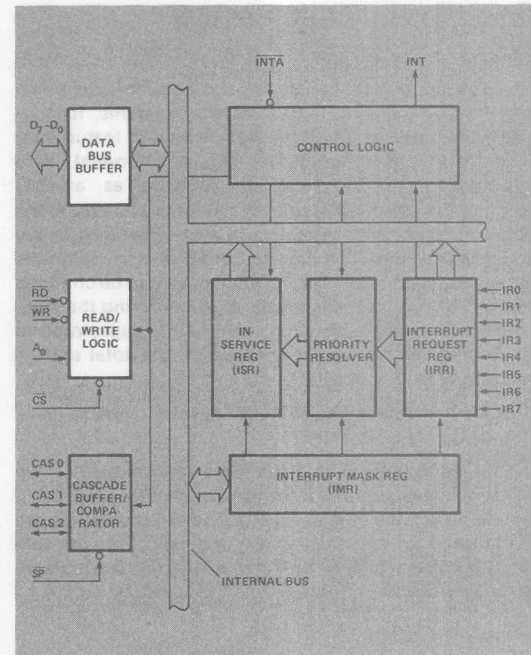 INTA
INT
D7-D0
DATA
BUS
BUFFER
CONTROL LOGIC
RD
WR
A0
CS
READ/
WRITE
LOGIC
IN-
SERVICE
REG
(ISR)
PRIORITY
RESOLVER
INTERRUPT
REQUEST
REG
(IRR)
IR0
IR1
IR2
IR3
IR4
IR5
IR6
IR7
CAS 0
CAS 1
CAS 2
SP
CASCADE
BUFFER/
COMPA-
RATOR
INTERRUPT MASK REG
(IMR)
INTERNAL BUS